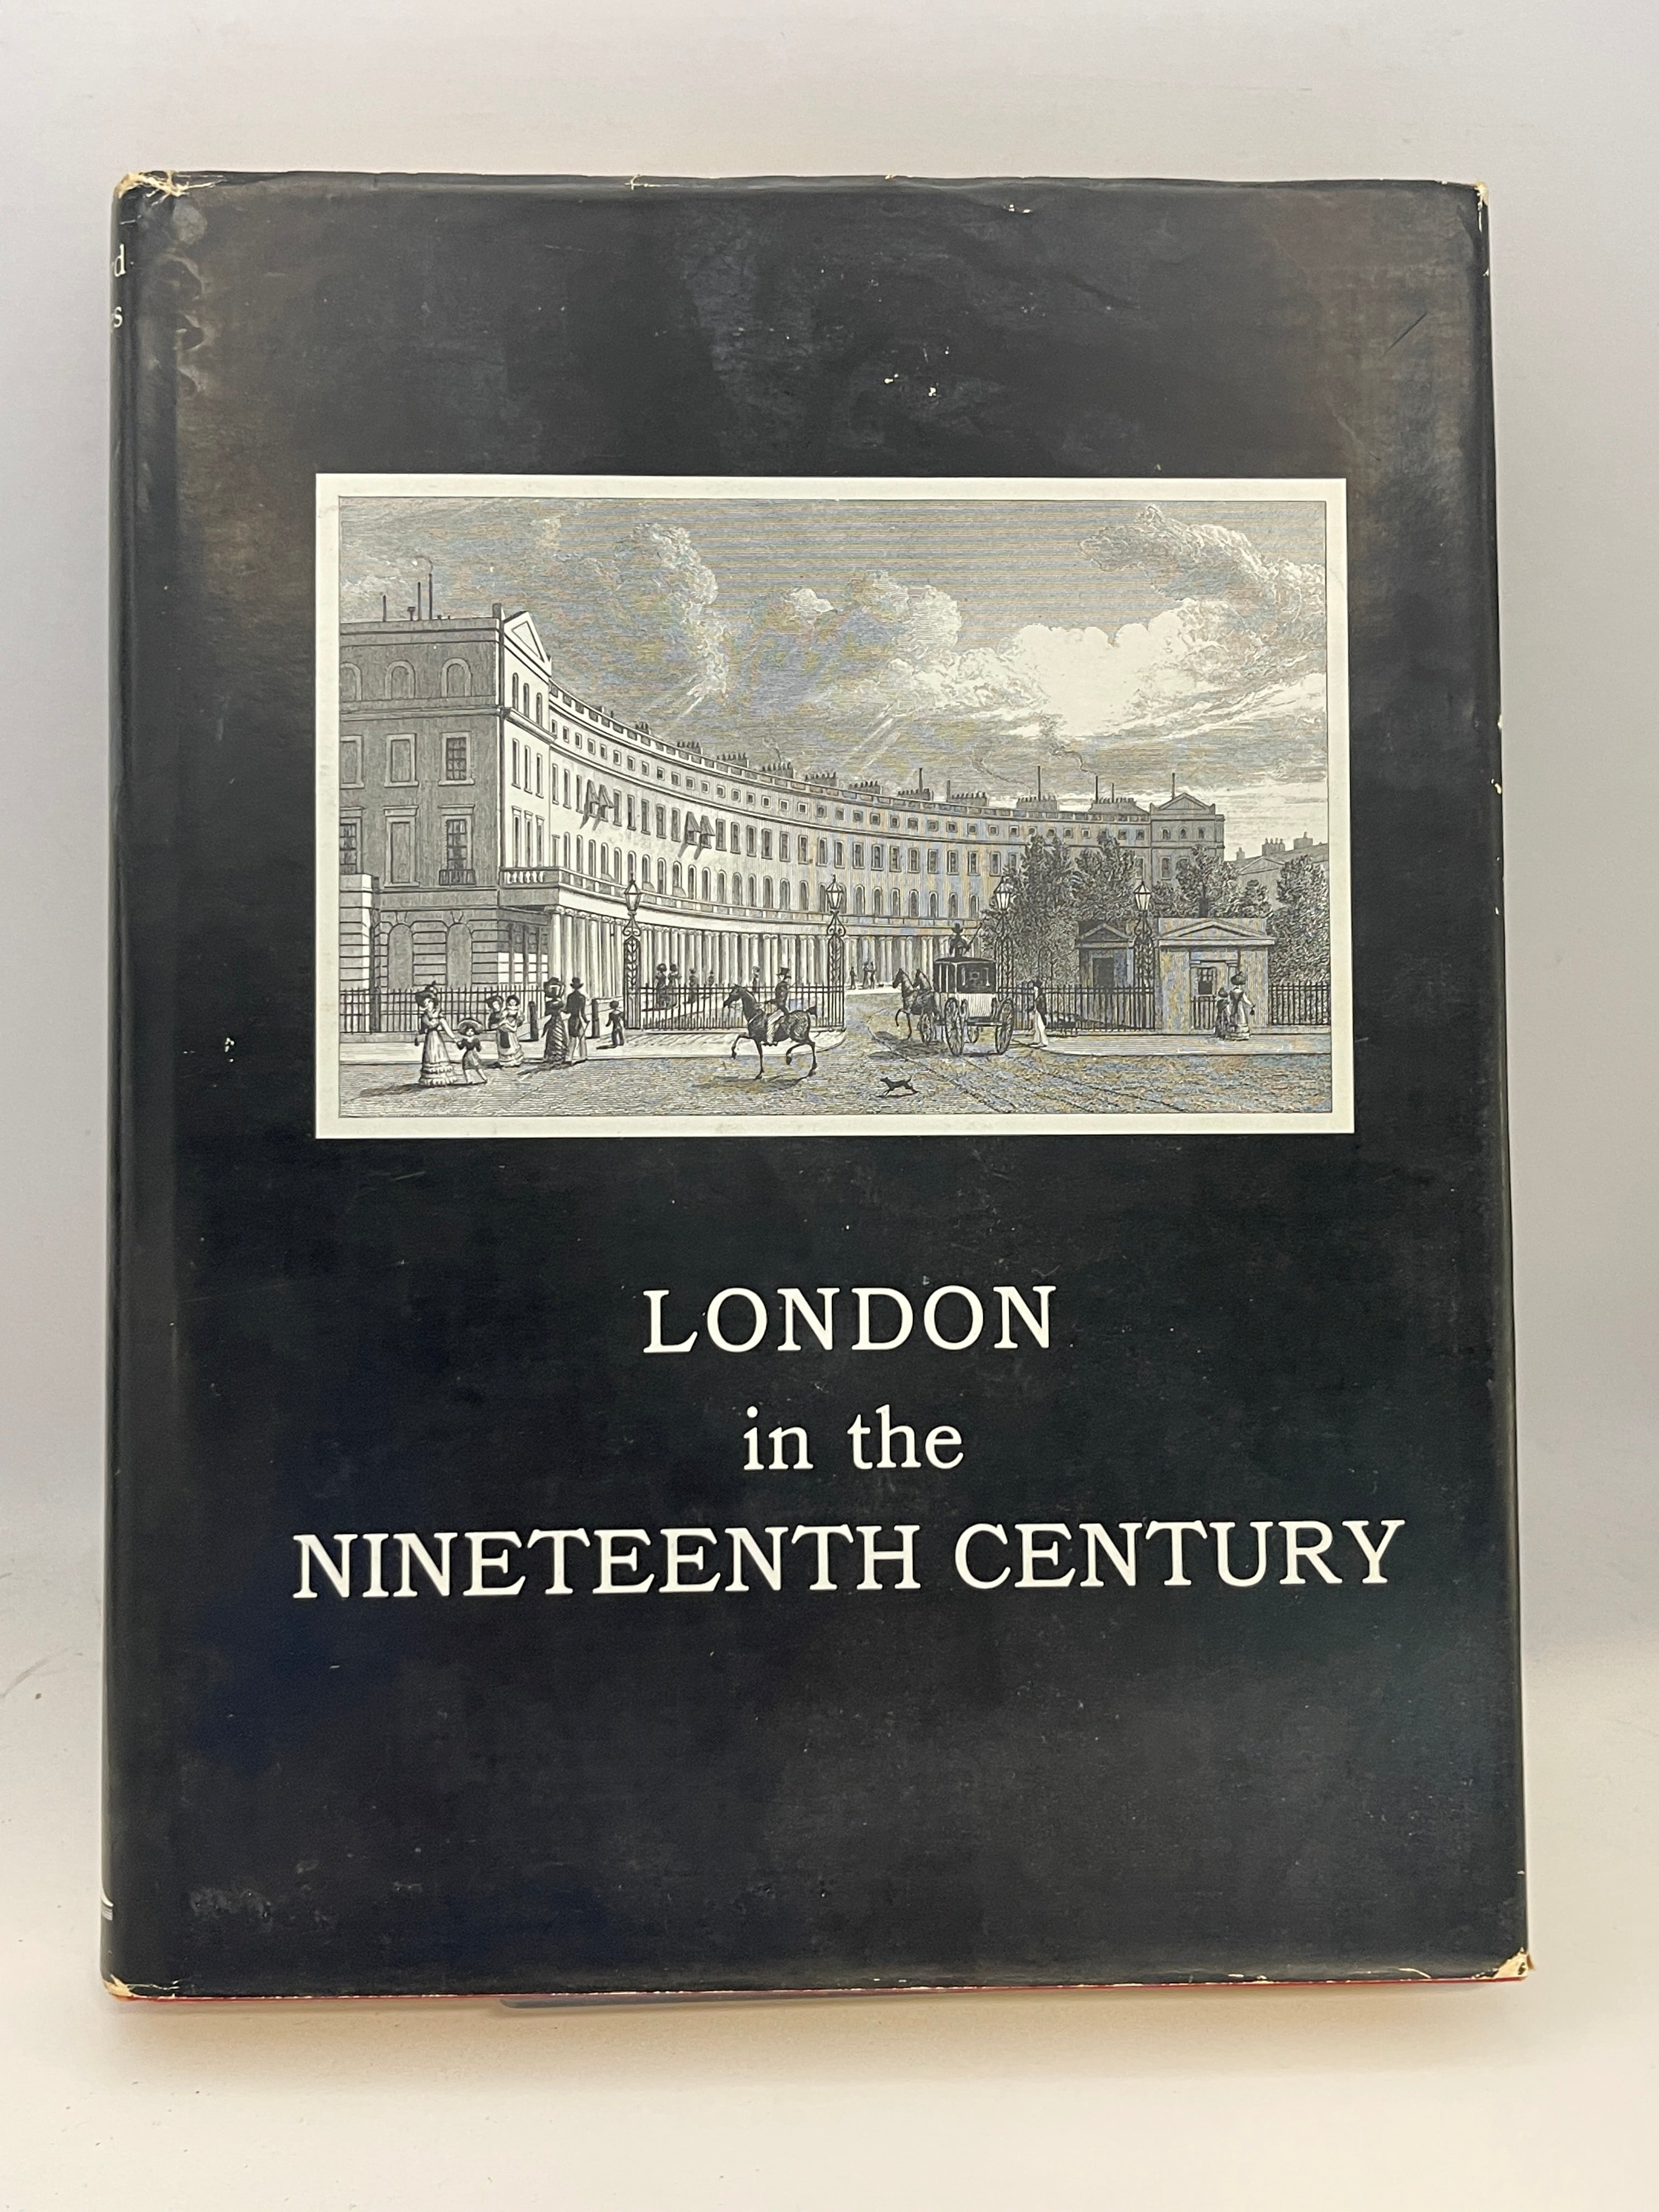 LONDON
in the
NINETEENTH CENTURY